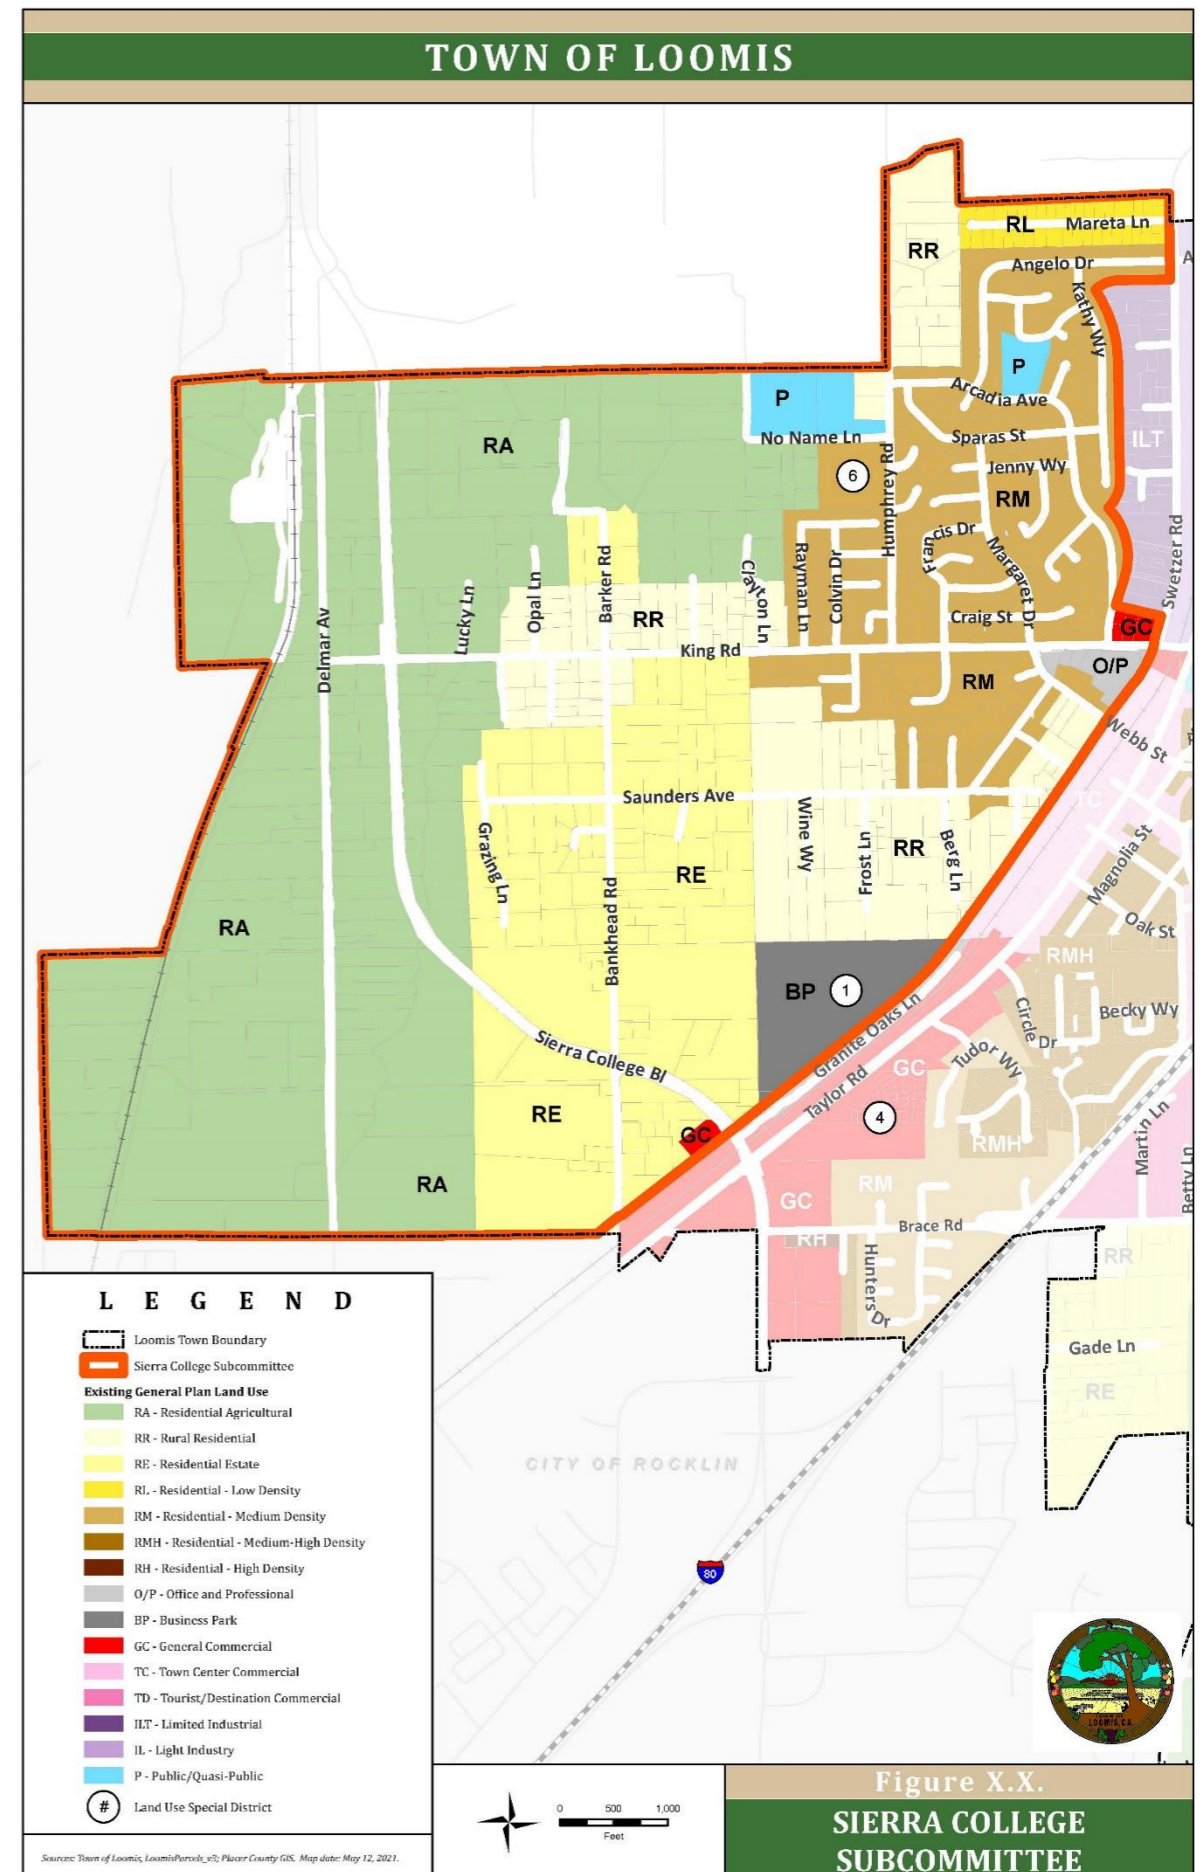 TOWN OF LOOMIS
RL
Mareta Ln
RR
Angelo Dr
A
Kathy Wy
P
P
Arcadia Ave
No Name Ln
Sparas St
ILT
RA
6
Humphrey Rd
Jenny Wy
RM
Francis Dr
Margaret Dr
Swetzer Rd
Rayman Ln
Colvin Dr
Clayton Ln
Barker Rd
Opal Ln
Lucky Ln
RR
Craig St
GC
Delmar Av
King Rd
O/P
RM
Webb St
Saunders Ave
TC
Grazing Ln
Wine Wy
Frost Ln
RR
Berg Ln
Magnolia St
RE
Bankhead Rd
RA
Oak St
RMH
BP
1
Circle Dr
Becky Wy
Granite Oaks Ln
Sierra College Bl
Tudor Wy
GC
Taylor Rd
RE
4
GC
RMH
Martin Ln
Betty Ln
RA
RM
GC
Brace Rd
RH
Hunters Dr
RR
Gade Ln
RE
CITY OF ROCKLIN
80
LEGEND
Loomis Town Boundary
Sierra College Subcommittee
Existing General Plan Land Use
RA - Residential Agricultural
RR - Rural Residential
RE - Residential Estate
RL - Residential - Low Density
RM - Residential - Medium Density
RMH - Residential - Medium-High Density
RH - Residential - High Density
O/P - Office and Professional
BP - Business Park
GC - General Commercial
TC - Town Center Commercial
TD - Tourist/Destination Commercial
ILT - Limited Industrial
IL - Light Industry
P - Public/Quasi-Public
# Land Use Special District
Sources: Town of Loomis, LoomisParcels_v3; Placer County GIS. Map date: May 12, 2021.
0 500 1,000
Feet
LOOMIS, CA
Figure X.X.
SIERRA COLLEGE
SUBCOMMITTEE